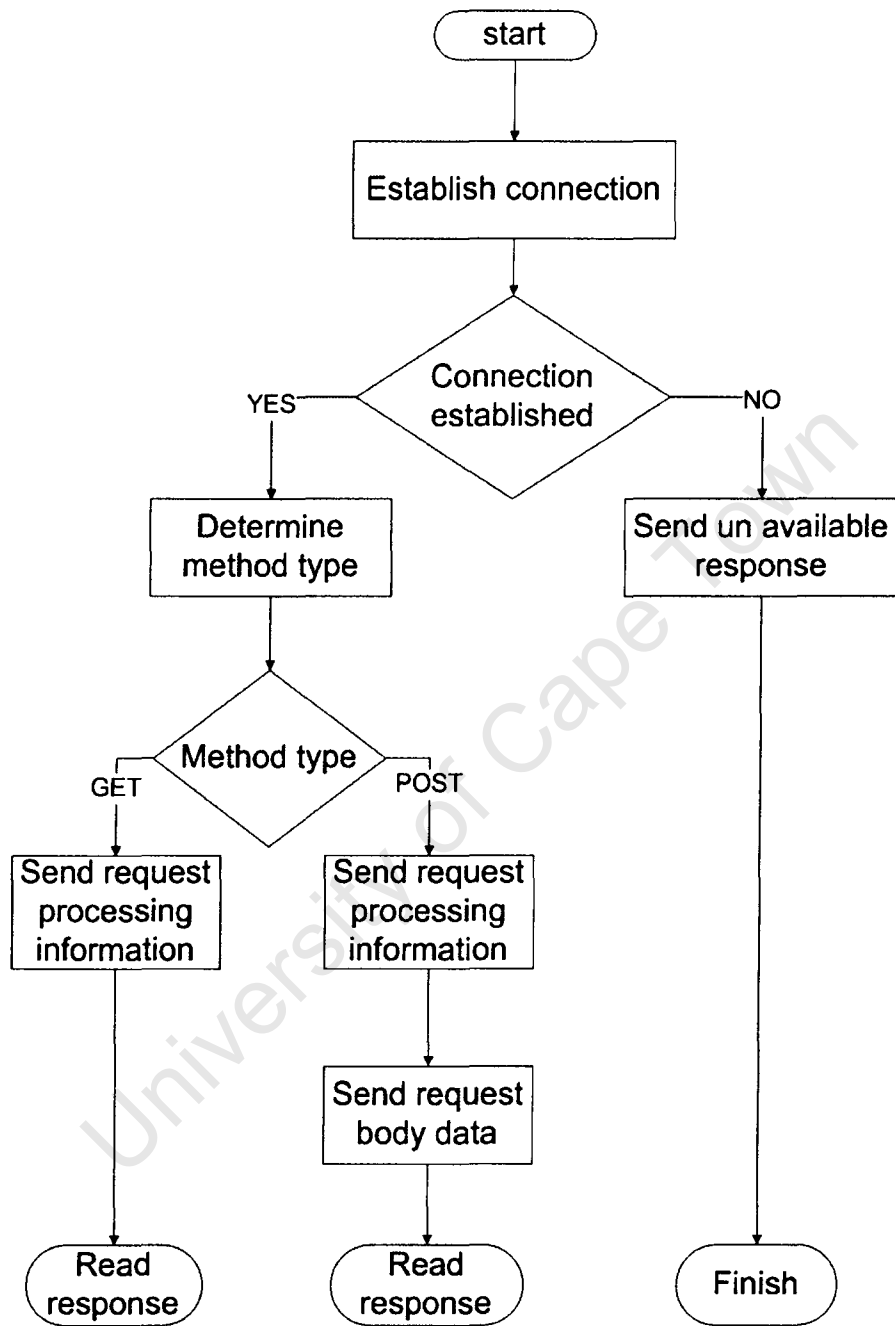 start
Establish connection
Connection
established
YES
NO
Determine
method type
Send un available
response
Method type
GET
POST
Send request
processing
information
Send request
processing
information
Send request
body data
Read
response
Read
response
Finish
University of Cape Town